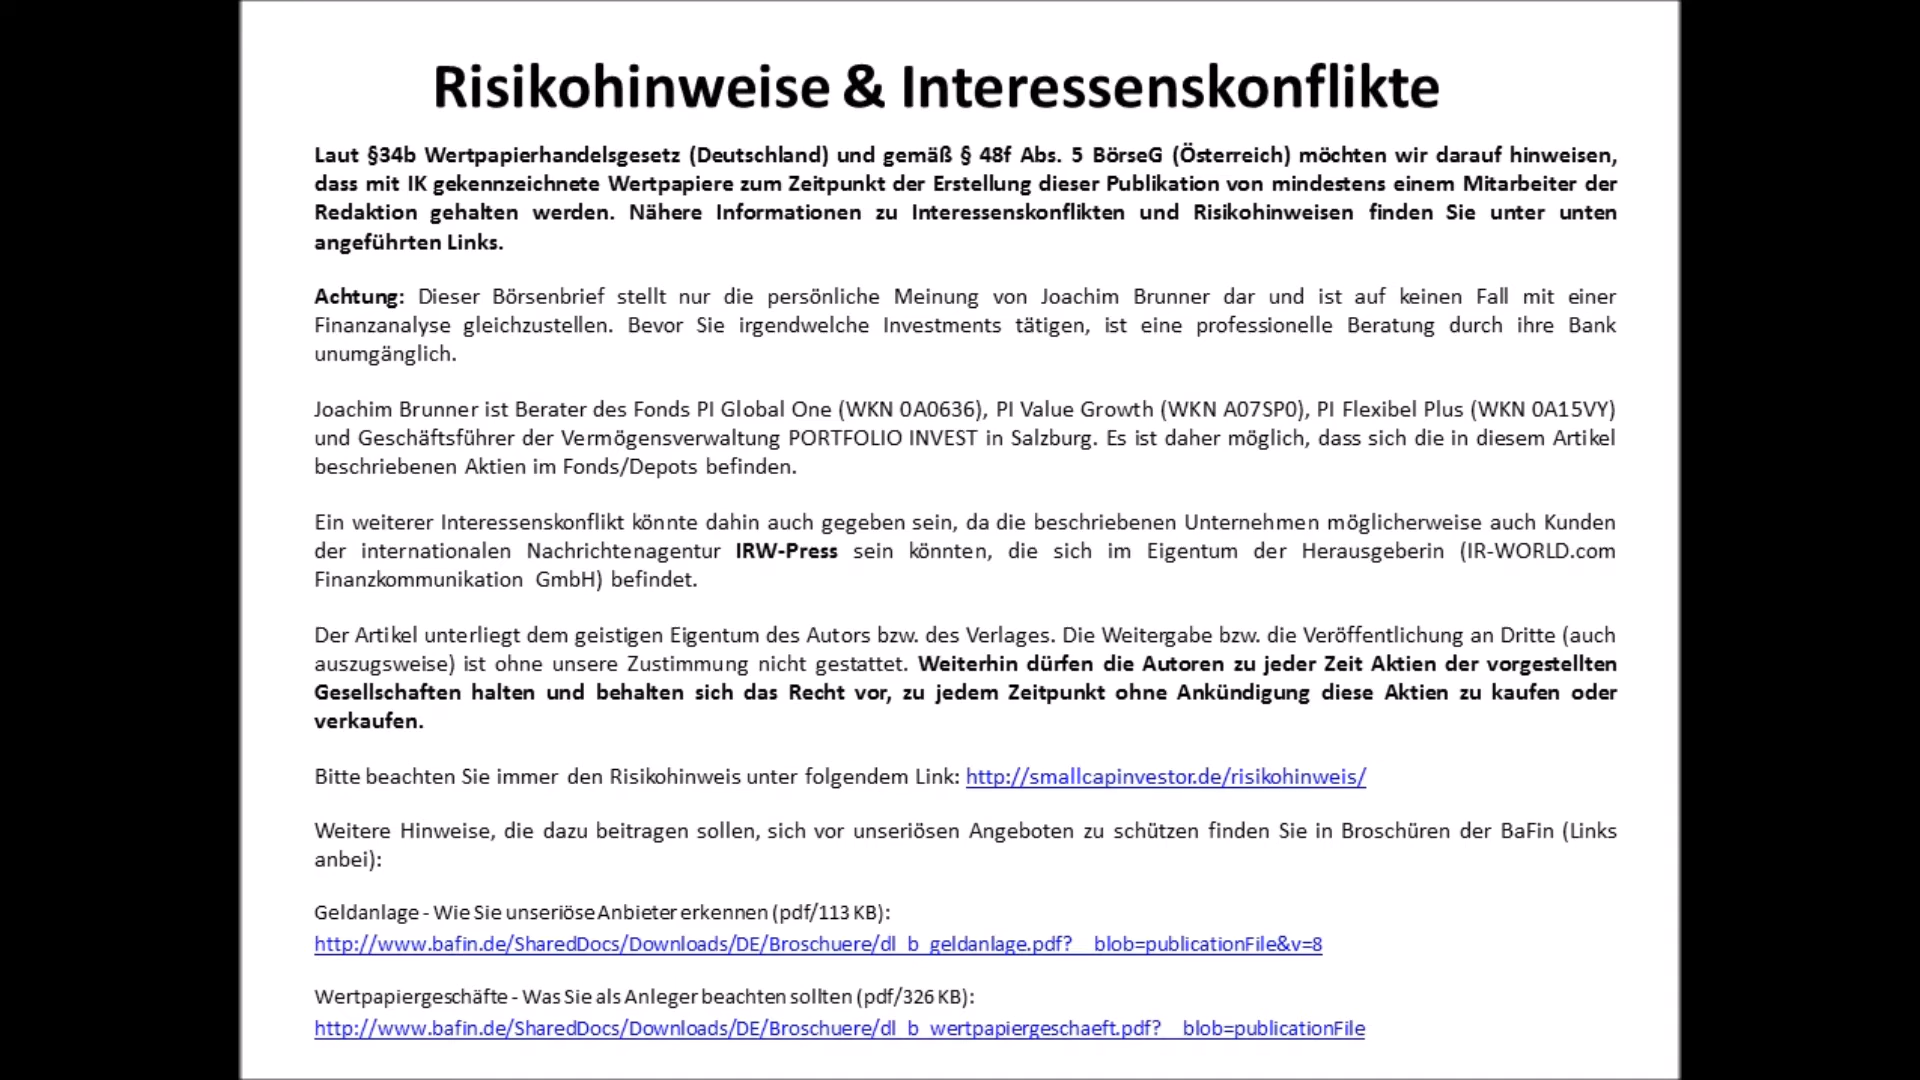 Risikohinweise & Interessenskonflikte
Laut §34b Wertpapierhandelsgesetz (Deutschland) und gemäß § 48f Abs. 5 BörseG (Österreich) möchten wir darauf hinweisen,
dass mit IK gekennzeichnete Wertpapiere zum Zeitpunkt der Erstellung dieser Publikation von mindestens einem Mitarbeiter der
Redaktion gehalten werden. Nähere Informationen zu Interessenskonflikten und Risikohinweisen finden Sie unter unten
angeführten Links.
Achtung: Dieser Börsenbrief stellt nur die persönliche Meinung von Joachim Brunner dar und ist auf keinen Fall mit einer
Finanzanalyse gleichzustellen. Bevor Sie irgendwelche Investments tätigen, ist eine professionelle Beratung durch ihre Bank
unumgänglich.
Joachim Brunner ist Berater des Fonds PI Global One (WKN 0A0636), PI Value Growth (WKN A07SP0), PI Flexibel Plus (WKN 0A15VY)
und Geschäftsführer der Vermögensverwaltung PORTFOLIO INVEST in Salzburg. Es ist daher möglich, dass sich die in diesem Artikel
beschriebenen Aktien im Fonds/Depots befinden.
Ein weiterer Interessenskonflikt könnte dahin auch gegeben sein, da die beschriebenen Unternehmen möglicherweise auch Kunden
der internationalen Nachrichtenagentur IRW-Press sein könnten, die sich im Eigentum der Herausgeberin (IR-WORLD.com
Finanzkommunikation GmbH) befindet.
Der Artikel unterliegt dem geistigen Eigentum des Autors bzw. des Verlages. Die Weitergabe bzw. die Veröffentlichung an Dritte (auch
auszugsweise) ist ohne unsere Zustimmung nicht gestattet. Weiterhin dürfen die Autoren zu jeder Zeit Aktien der vorgestellten
Gesellschaften halten und behalten sich das Recht vor, zu jedem Zeitpunkt ohne Ankündigung diese Aktien zu kaufen oder
verkaufen.
Bitte beachten Sie immer den Risikohinweis unter folgendem Link: http://smallcapinvestor.de/risikohinweis/
Weitere Hinweise, die dazu beitragen sollen, sich vor unseriösen Angeboten zu schützen finden Sie in Broschüren der BaFin (Links
anbei):
Geldanlage - Wie Sie unseriöse Anbieter erkennen (pdf/113 KB):
http://www.bafin.de/SharedDocs/Downloads/DE/Broschuere/dl_b_geldanlage.pdf?__blob=publicationFile&v=8
Wertpapiergeschäfte - Was Sie als Anleger beachten sollten (pdf/326 KB):
http://www.bafin.de/SharedDocs/Downloads/DE/Broschuere/dl_b_wertpapiergeschaeft.pdf?__blob=publicationFile